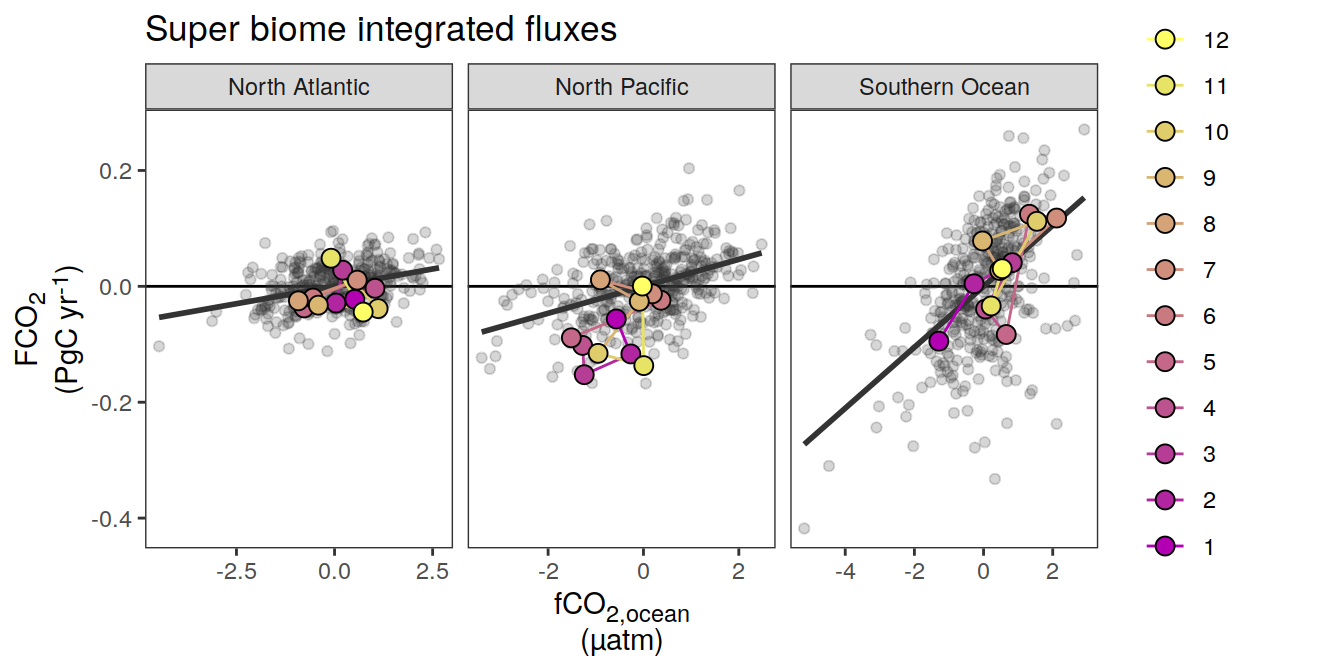 Super biome integrated fluxes
North Atlantic
North Pacific
Southern Ocean
FCO₂
(PgC yr⁻¹)
0.2
0.0
-0.2
-0.4
-2.5 0.0 2.5
-2 0 2
-4 -2 0 2
fCO₂,ocean
(µatm)
12
11
10
9
8
7
6
5
4
3
2
1